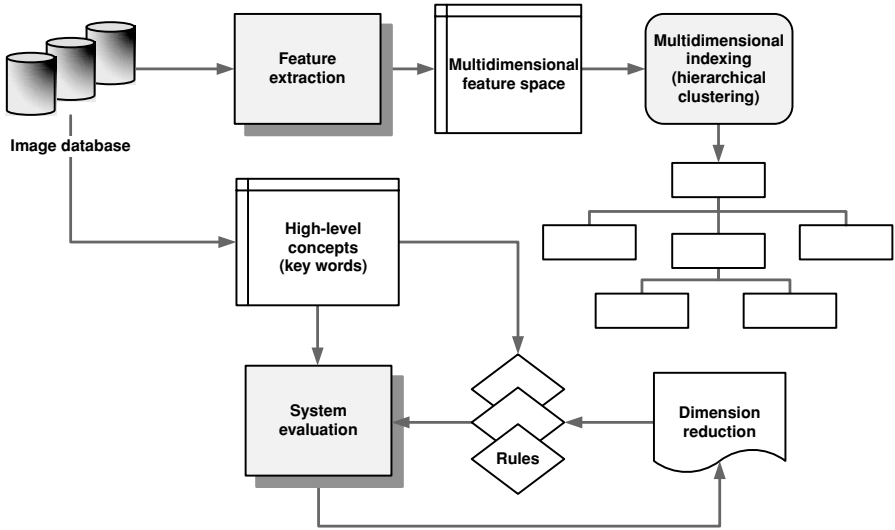 Feature
extraction
Multidimensional
feature space
Multidimensional
indexing
(hierarchical
clustering)
Image database
High-level
concepts
(key words)
System
evaluation
Rules
Dimension
reduction